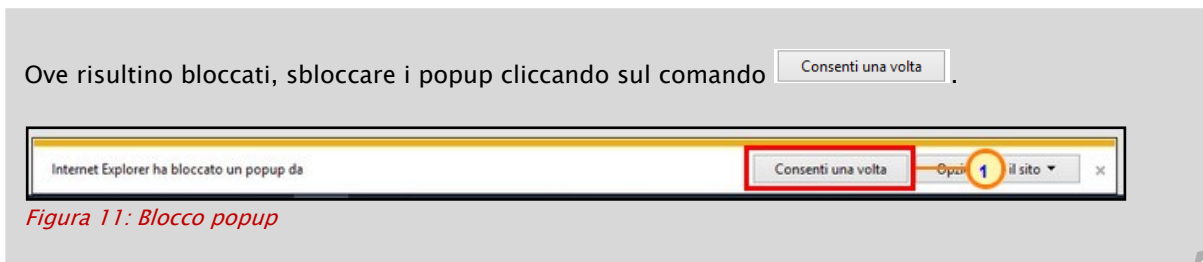 Ove risultino bloccati, sbloccare i popup cliccando sul comando Consenti una volta .
Internet Explorer ha bloccato un popup da Consenti una volta Opzi 1 il sito
Figura 11: Blocco popup